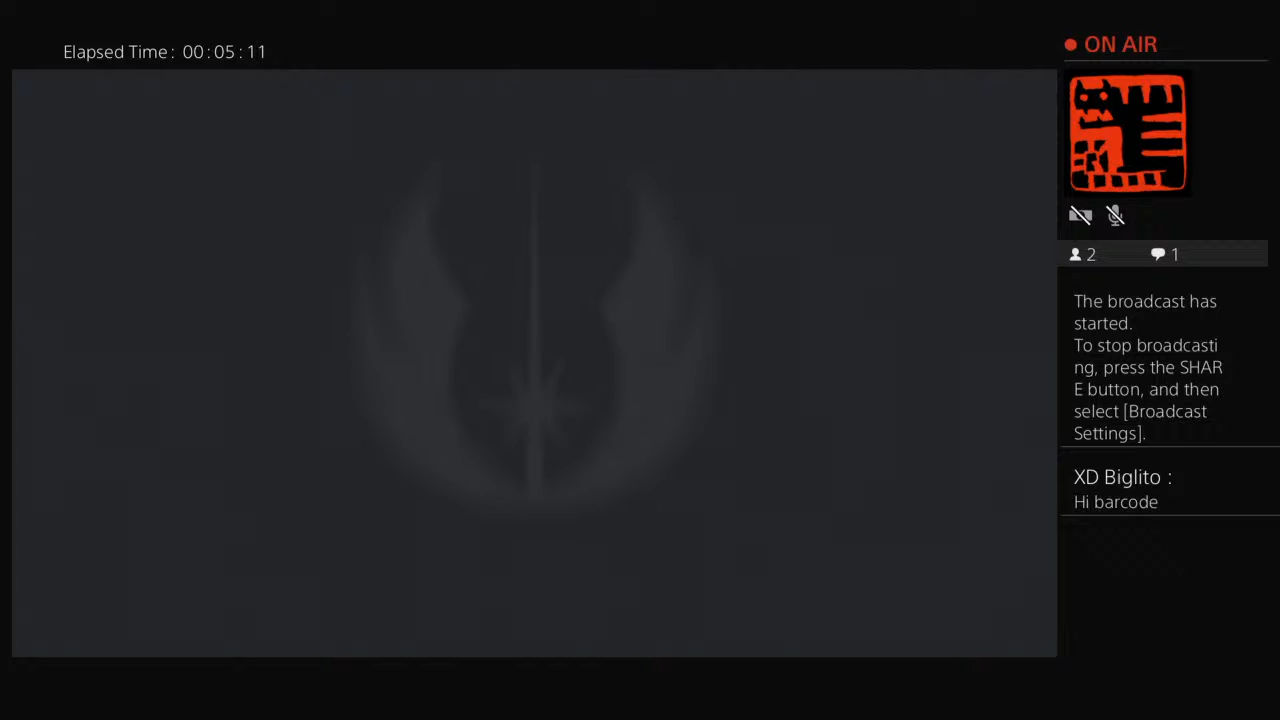 Elapsed Time: 00:05:11
ON AIR
2 1
The broadcast has
started.
To stop broadcasti
ng, press the SHAR
E button, and then
select [Broadcast
Settings].
XD Biglito :
Hi barcode